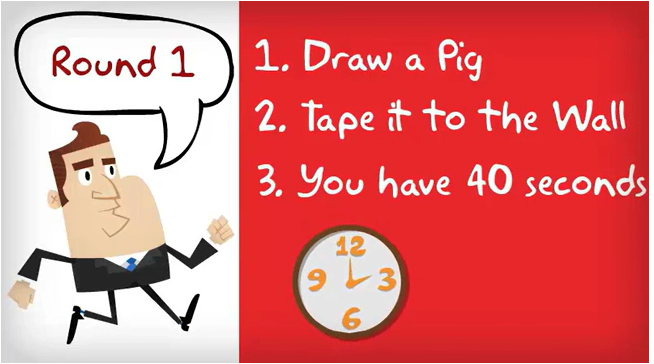 Round 1
1. Draw a Pig
2. Tape it to the Wall
3. You have 40 seconds
12
9 3
6